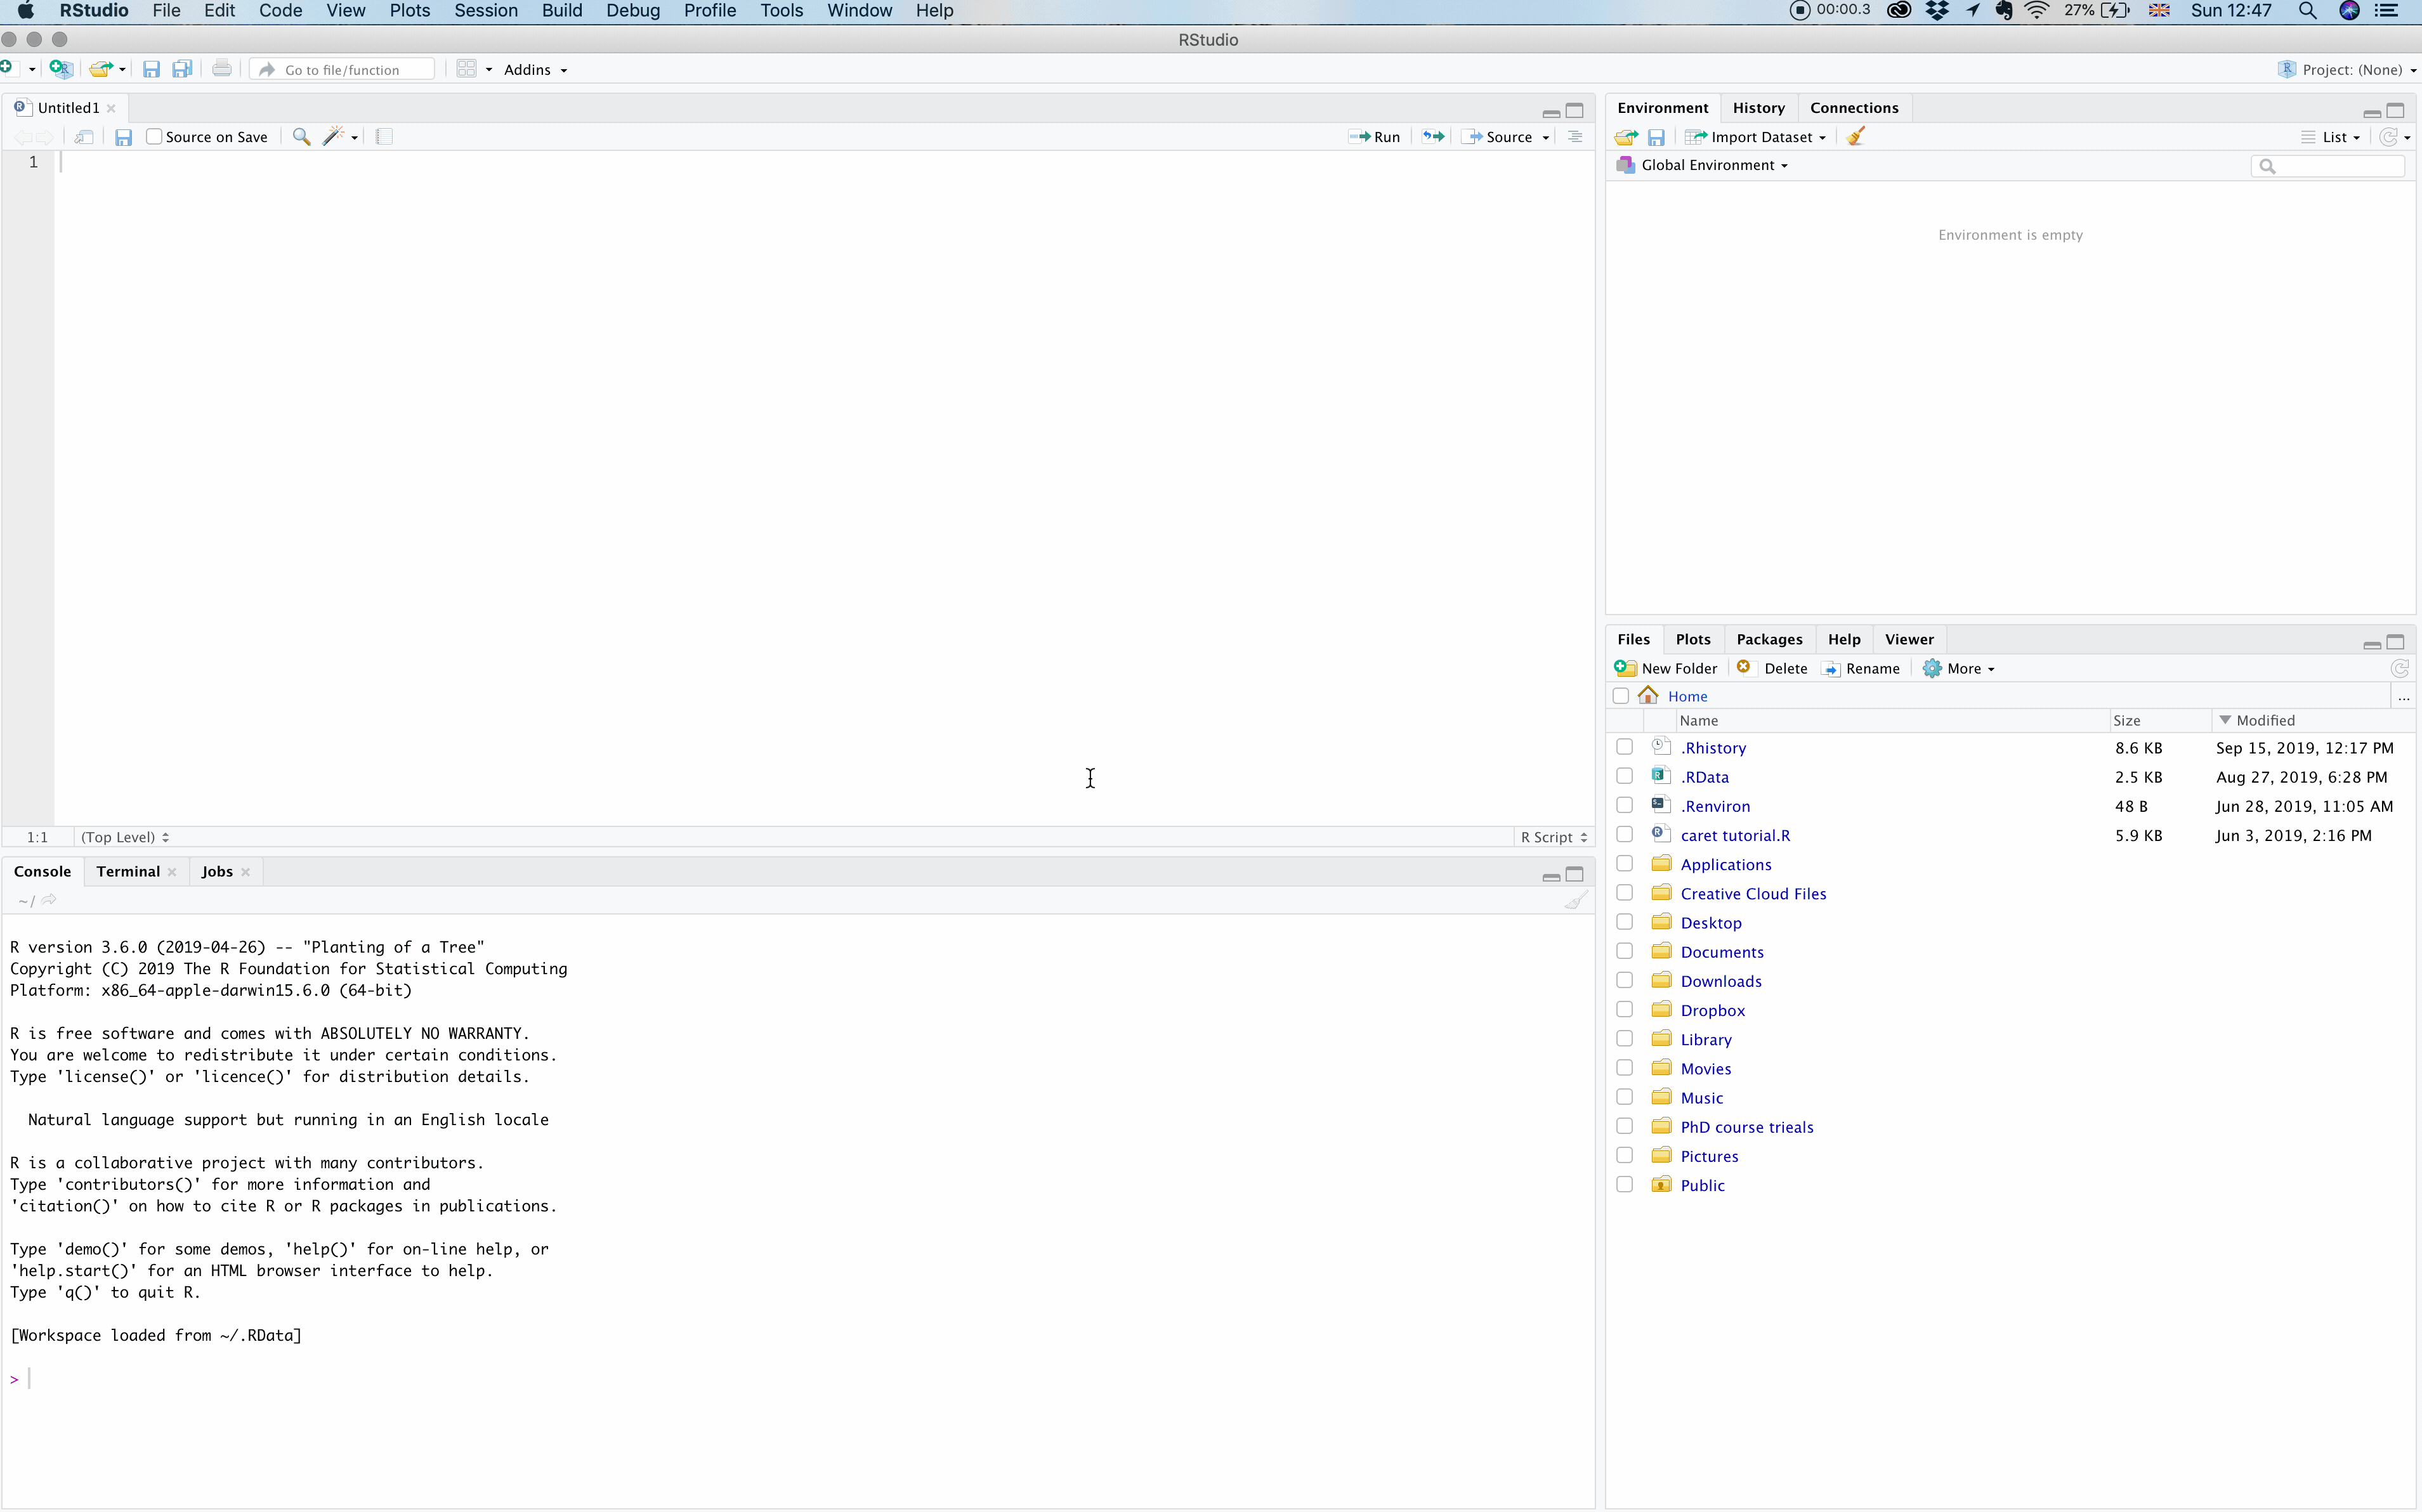 RStudio File Edit Code View Plots Session Build Debug Profile Tools Window Help 00:00.3 27% Sun 12:47
RStudio
Go to file/function Addins Project: (None)
Untitled1
Source on Save Run Source
1
1:1 (Top Level) R Script
Console Terminal Jobs
~/
R version 3.6.0 (2019-04-26) -- "Planting of a Tree"
Copyright (C) 2019 The R Foundation for Statistical Computing
Platform: x86_64-apple-darwin15.6.0 (64-bit)
R is free software and comes with ABSOLUTELY NO WARRANTY.
You are welcome to redistribute it under certain conditions.
Type 'license()' or 'licence()' for distribution details.
Natural language support but running in an English locale
R is a collaborative project with many contributors.
Type 'contributors()' for more information and
'citation()' on how to cite R or R packages in publications.
Type 'demo()' for some demos, 'help()' for on-line help, or
'help.start()' for an HTML browser interface to help.
Type 'q()' to quit R.
[Workspace loaded from ~/.RData]
>
Environment History Connections
Import Dataset List
Global Environment
Environment is empty
Files Plots Packages Help Viewer
New Folder Delete Rename More
Home ...
Name Size Modified
.Rhistory 8.6 KB Sep 15, 2019, 12:17 PM
.RData 2.5 KB Aug 27, 2019, 6:28 PM
.Renviron 48 B Jun 28, 2019, 11:05 AM
caret tutorial.R 5.9 KB Jun 3, 2019, 2:16 PM
Applications
Creative Cloud Files
Desktop
Documents
Downloads
Dropbox
Library
Movies
Music
PhD course trieals
Pictures
Public